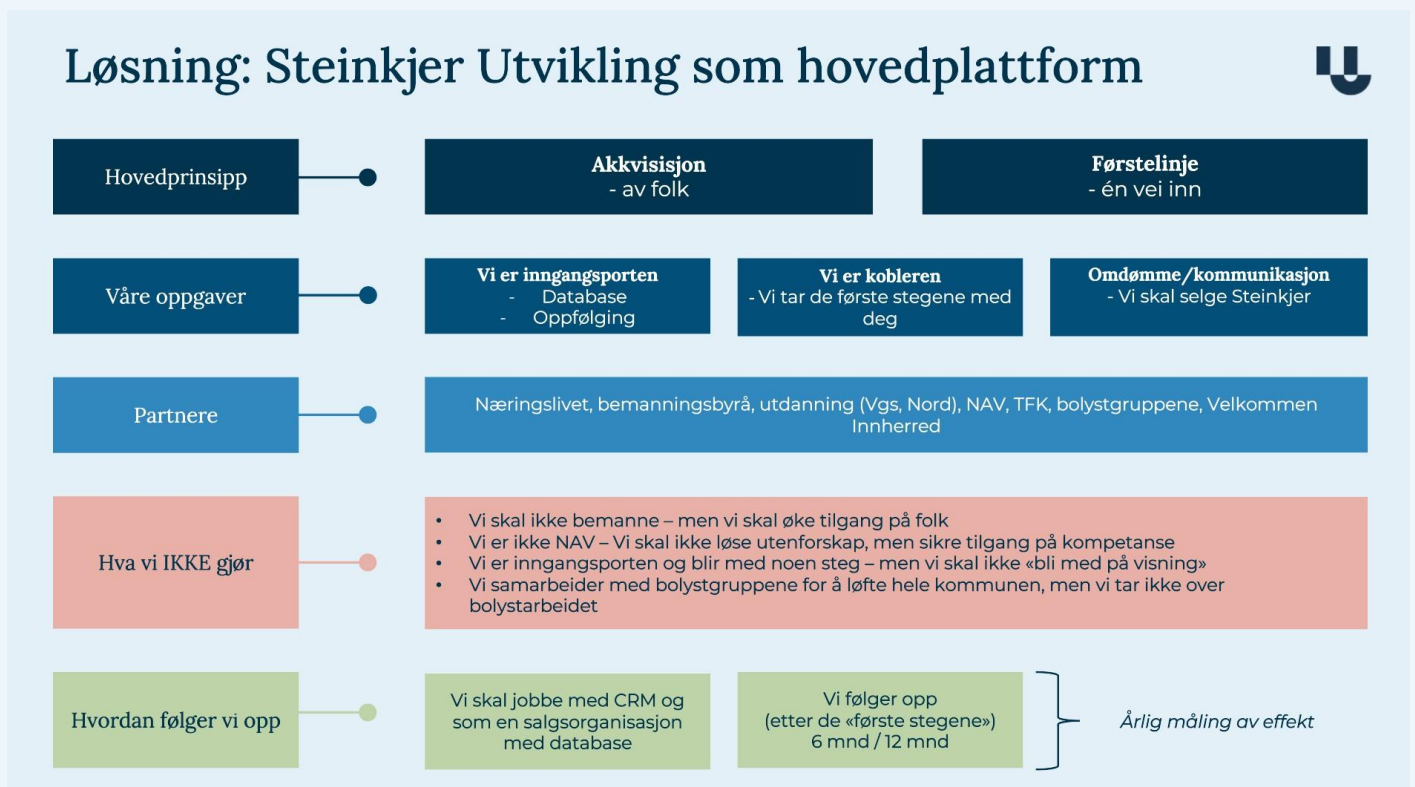 Løsning: Steinkjer Utvikling som hovedplattform
Hovedprinsipp
Akkvisisjon
- av folk
Førstelinje
- én vei inn
Våre oppgaver
Vi er inngangsporten
- Database
- Oppfølging
Vi er kobleren
- Vi tar de første stegene med
deg
Omdømme/kommunikasjon
- Vi skal selge Steinkjer
Partnere
Næringslivet, bemanningsbyrå, utdanning (Vgs, Nord), NAV, TFK, bolystgruppene, Velkommen
Innherred
Hva vi IKKE gjør
• Vi skal ikke bemanne – men vi skal øke tilgang på folk
• Vi er ikke NAV – Vi skal ikke løse utenforskap, men sikre tilgang på kompetanse
• Vi er inngangsporten og blir med noen steg – men vi skal ikke «bli med på visning»
• Vi samarbeider med bolystgruppene for å løfte hele kommunen, men vi tar ikke over
bolystarbeidet
Hvordan følger vi opp
Vi skal jobbe med CRM og
som en salgsorganisasjon
med database
Vi følger opp
(etter de «første stegene»)
6 mnd / 12 mnd
Årlig måling av effekt